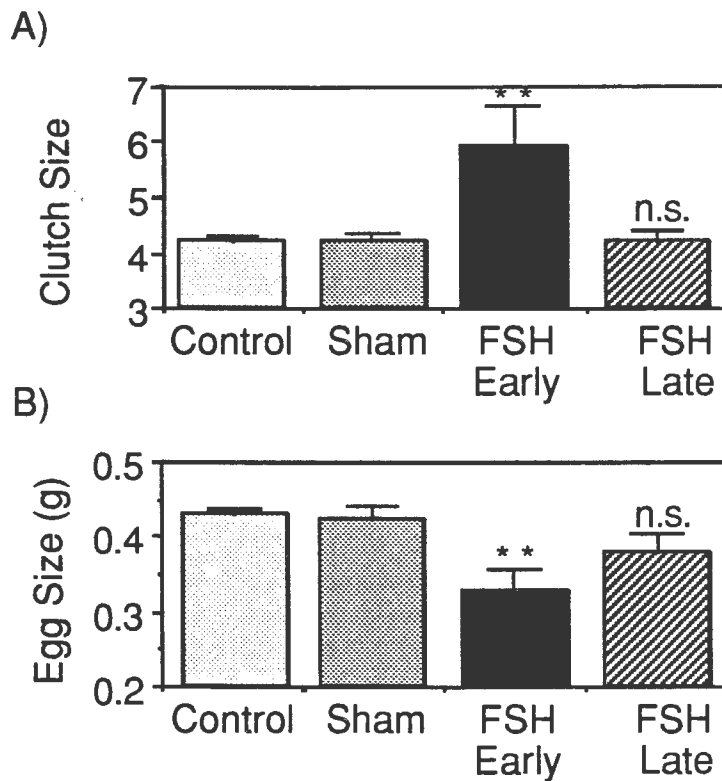 A)
Clutch Size
7
6
5
4
3
**
n.s.
Control Sham FSH Early FSH Late
B)
Egg Size (g)
0.5
0.4
0.3
0.2
**
n.s.
Control Sham FSH Early FSH Late